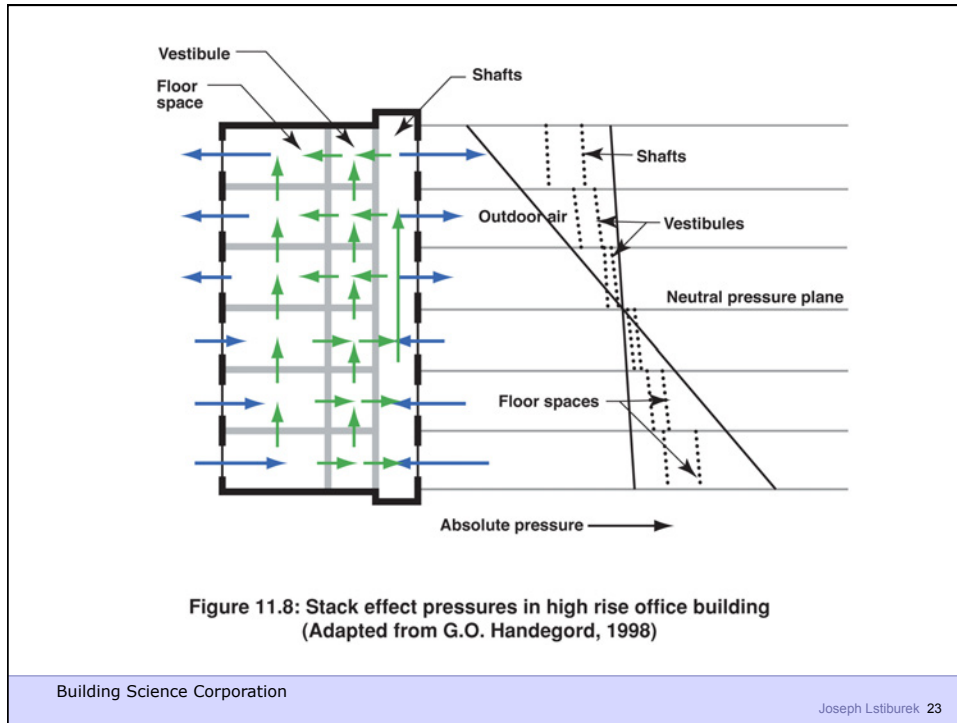 Vestibule
Floor
space
Shafts
Shafts
Outdoor air
Vestibules
Neutral pressure plane
Floor spaces
Absolute pressure
Figure 11.8: Stack effect pressures in high rise office building
(Adapted from G.O. Handegord, 1998)
Building Science Corporation
Joseph Lstiburek 23